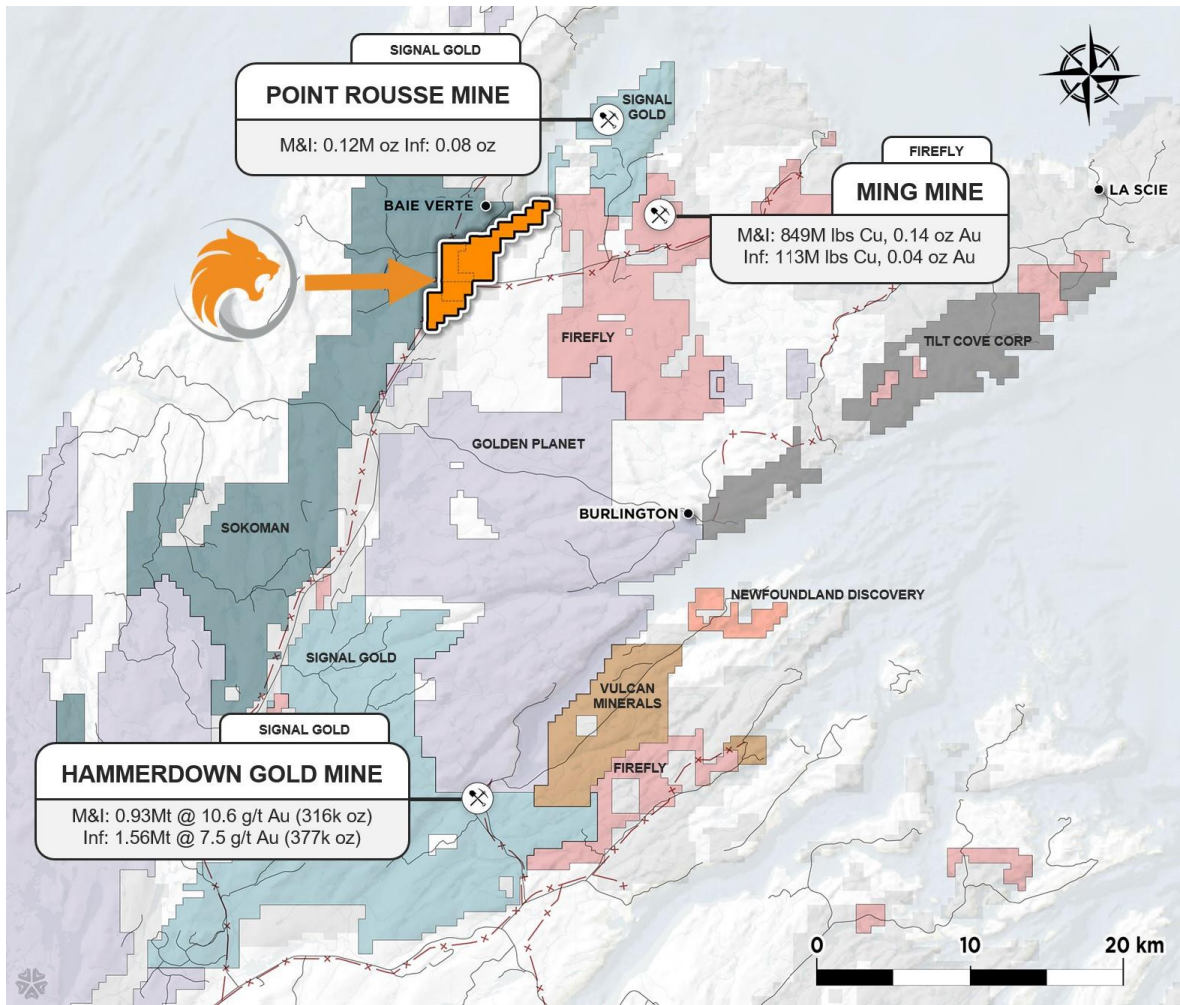 SIGNAL GOLD
POINT ROUSSE MINE
M&I: 0.12M oz Inf: 0.08 oz
SIGNAL
GOLD
FIREFLY
MING MINE
M&I: 849M lbs Cu, 0.14 oz Au
Inf: 113M lbs Cu, 0.04 oz Au
LA SCIE
BAIE VERTE
FIREFLY
TILT COVE CORP
GOLDEN PLANET
BURLINGTON
SOKOMAN
NEWFOUNDLAND DISCOVERY
SIGNAL GOLD
VULCAN
MINERALS
FIREFLY
SIGNAL GOLD
HAMMERDOWN GOLD MINE
M&I: 0.93Mt @ 10.6 g/t Au (316k oz)
Inf: 1.56Mt @ 7.5 g/t Au (377k oz)
0 10 20 km